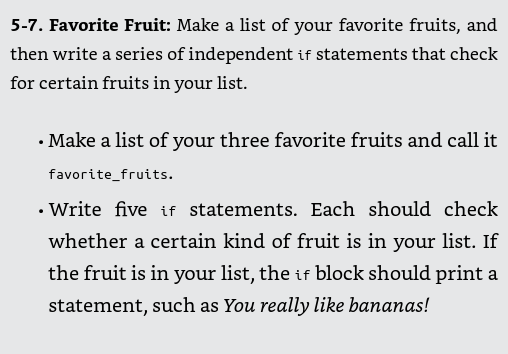 5-7. Favorite Fruit: Make a list of your favorite fruits, and
then write a series of independent if statements that check
for certain fruits in your list.
• Make a list of your three favorite fruits and call it
favorite_fruits.
• Write five if statements. Each should check
whether a certain kind of fruit is in your list. If
the fruit is in your list, the if block should print a
statement, such as You really like bananas!